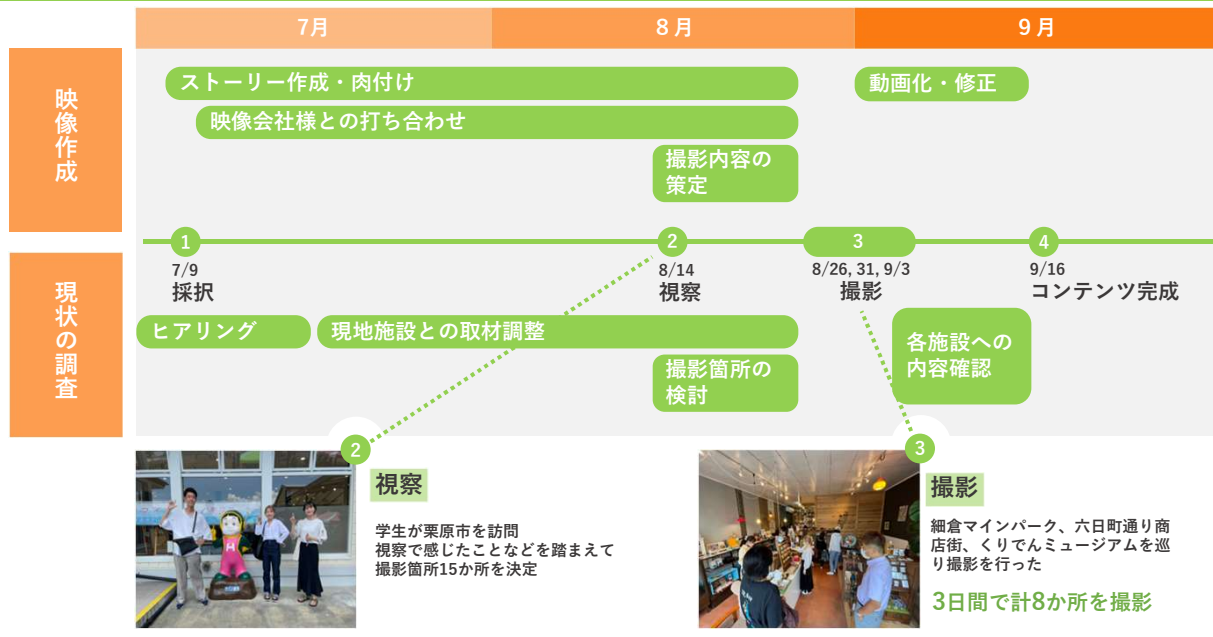 7月
8月
9月
映像作成
ストーリー作成・肉付け
動画化・修正
映像会社様との打ち合わせ
撮影内容の
策定
1
2
3
4
7/9
採択
8/14
視察
8/26, 31, 9/3
撮影
9/16
コンテンツ完成
現状の調査
ヒアリング
現地施設との取材調整
各施設への
内容確認
撮影箇所の
検討
2
視察
学生が栗原市を訪問
視察で感じたことなどを踏まえて
撮影箇所15か所を決定
3
撮影
細倉マインパーク、六日町通り商
店街、くりでんミュージアムを巡
り撮影を行った
3日間で計8か所を撮影